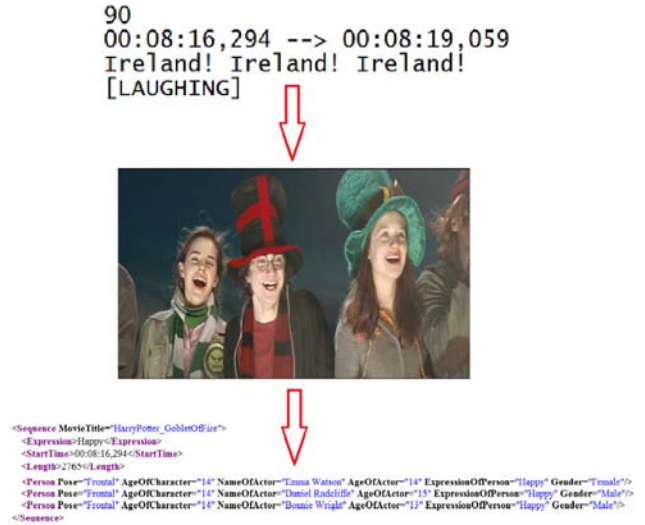 90
00:08:16,294 --> 00:08:19,059
Ireland! Ireland! Ireland!
[LAUGHING]
<Sequence MovieTitle="HarryPotter_GobletOfFire">
<Expression>Happy</Expression>
<StartTime>00:08:16,294</StartTime>
<Length>2765</Length>
<Person Pose="Frontal" AgeOfCharacter="14" NameOfActor="Emma Watson" AgeOfActor="14" ExpressionOfPerson="Happy" Gender="Female"/>
<Person Pose="Frontal" AgeOfCharacter="14" NameOfActor="Daniel Radcliffe" AgeOfActor="15" ExpressionOfPerson="Happy" Gender="Male"/>
<Person Pose="Frontal" AgeOfCharacter="14" NameOfActor="Bonnie Wright" AgeOfActor="13" ExpressionOfPerson="Happy" Gender="Male"/>
</Sequence>